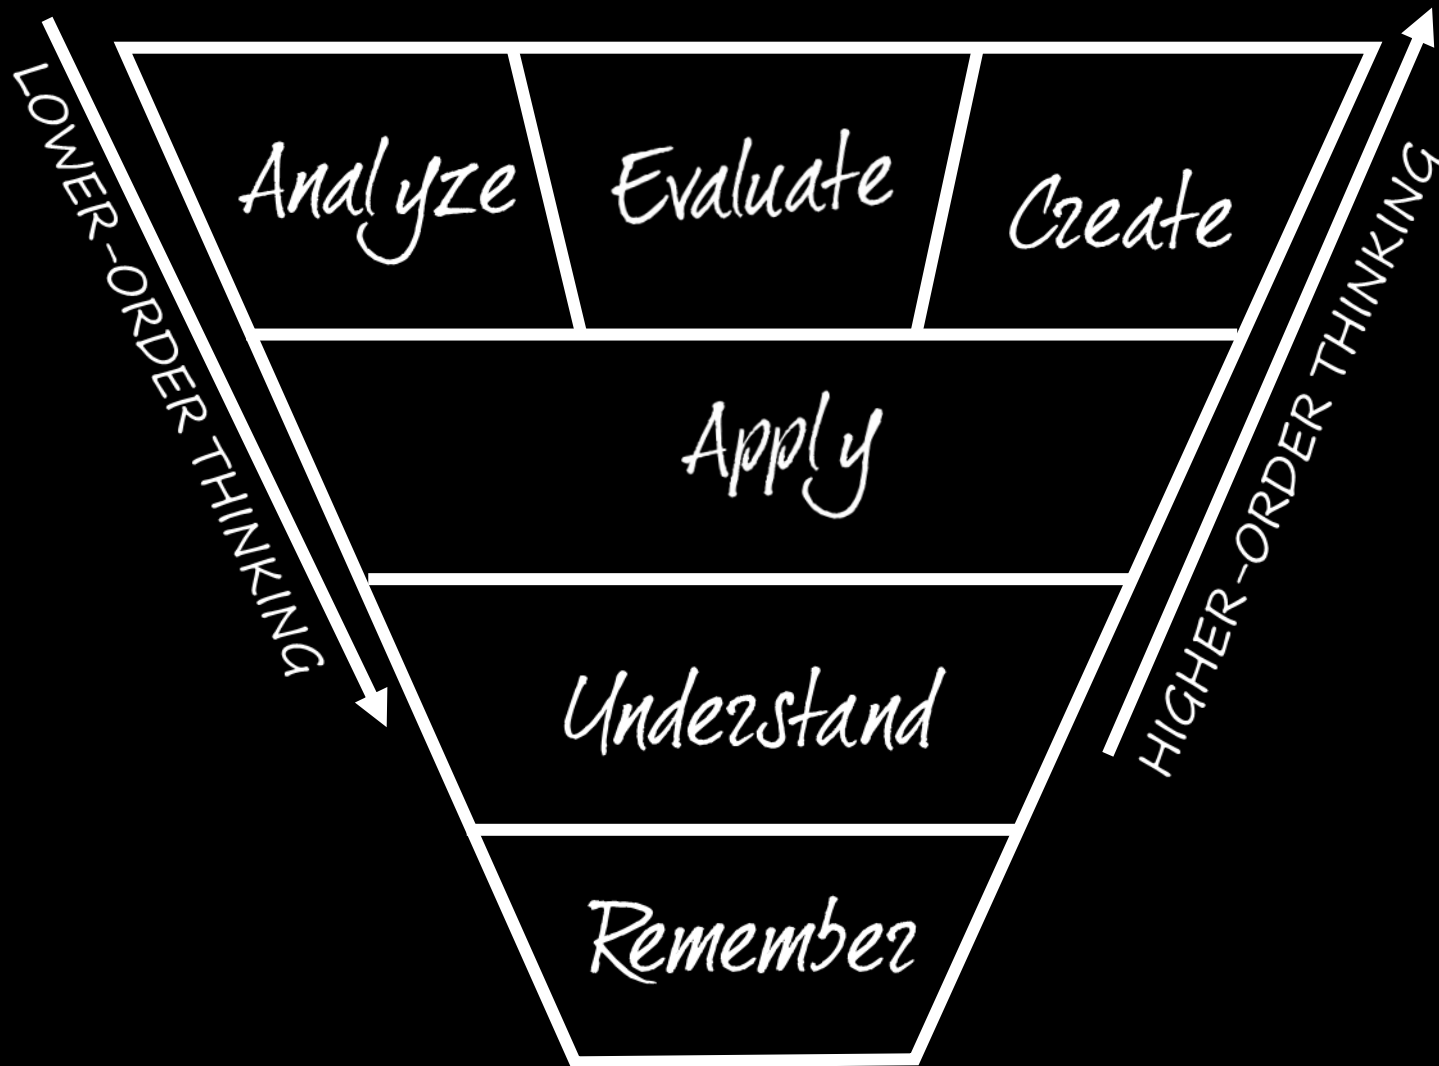 LOWER-ORDER THINKING
Analyze
Evaluate
Create
Apply
Understand
Remember
HIGHER-ORDER THINKING